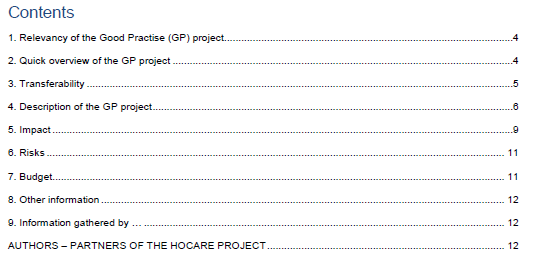 Contents
1. Relevancy of the Good Practise (GP) project....................4
2. Quick overview of the GP project....................4
3. Transferability....................5
4. Description of the GP project....................6
5. Impact....................9
6. Risks....................11
7. Budget....................11
8. Other information....................12
9. Information gathered by .......................12
AUTHORS – PARTNERS OF THE HOCARE PROJECT....................12